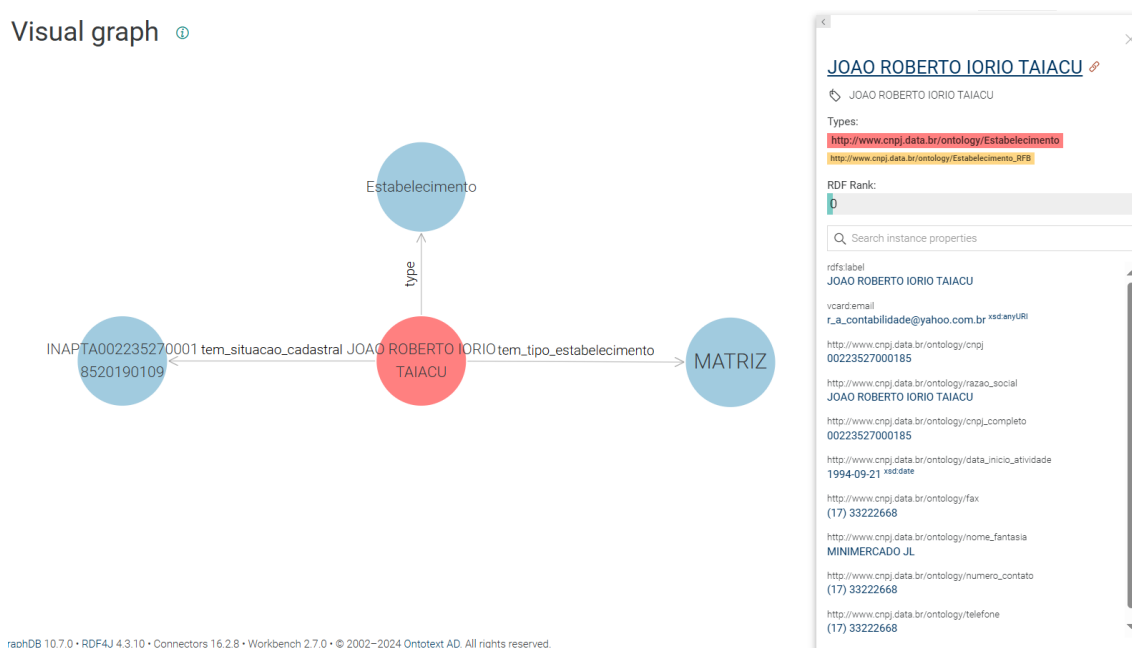 Visual graph
Estabelecimento
type
INAPTA002235270001
8520190109
tem_situacao_cadastral
JOAO ROBERTO IORIO
TAIACU
tem_tipo_estabelecimento
MATRIZ
raphDB 10.7.0 • RDF4J 4.3.10 • Connectors 16.2.8 • Workbench 2.7.0 • © 2002–2024 Ontotext AD. All rights reserved.
JOAO ROBERTO IORIO TAIACU
JOAO ROBERTO IORIO TAIACU
Types:
http://www.cnpj.data.br/ontology/Estabelecimento
http://www.cnpj.data.br/ontology/Estabelecimento_RFB
RDF Rank:
0
Search instance properties
rdfs:label
JOAO ROBERTO IORIO TAIACU
vcard:email
r_a_contabilidade@yahoo.com.br xsd:anyURI
http://www.cnpj.data.br/ontology/cnpj
00223527000185
http://www.cnpj.data.br/ontology/razao_social
JOAO ROBERTO IORIO TAIACU
http://www.cnpj.data.br/ontology/cnpj_completo
00223527000185
http://www.cnpj.data.br/ontology/data_inicio_atividade
1994-09-21 xsd:date
http://www.cnpj.data.br/ontology/fax
(17) 33222668
http://www.cnpj.data.br/ontology/nome_fantasia
MINIMERCADO JL
http://www.cnpj.data.br/ontology/numero_contato
(17) 33222668
http://www.cnpj.data.br/ontology/telefone
(17) 33222668